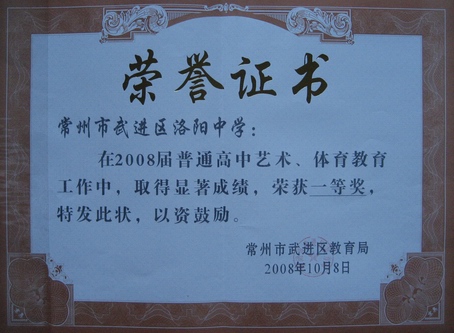 荣誉证书
常州市武进区洛阳中学：
在2008届普通高中艺术、体育教育
工作中，取得显著成绩，荣获一等奖，
特发此状，以资鼓励。
常州市武进区教育局
2008年10月8日